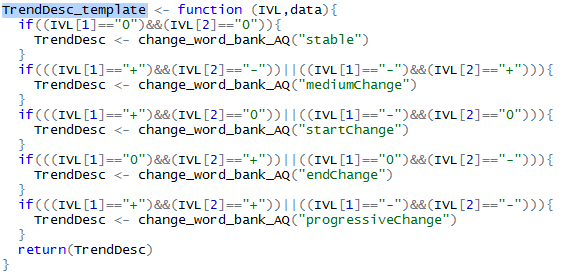 TrendDesc_template <- function (IVL,data){
  if((IVL[1]=="0")&&(IVL[2]=="0")){
    TrendDesc <- change_word_bank_AQ("stable")
  }
  if(((IVL[1]=="+")&&(IVL[2]=="-"))||((IVL[1]=="-")&&(IVL[2]=="+"))){
    TrendDesc <- change_word_bank_AQ("mediumChange")
  }
  if(((IVL[1]=="+")&&(IVL[2]=="0"))||((IVL[1]=="-")&&(IVL[2]=="0"))){
    TrendDesc <- change_word_bank_AQ("startChange")
  }
  if(((IVL[1]=="0")&&(IVL[2]=="+"))||((IVL[1]=="0")&&(IVL[2]=="-"))){
    TrendDesc <- change_word_bank_AQ("endChange")
  }
  if(((IVL[1]=="+")&&(IVL[2]=="+"))||((IVL[1]=="-")&&(IVL[2]=="-"))){
    TrendDesc <- change_word_bank_AQ("progressiveChange")
  }
  return(TrendDesc)
}